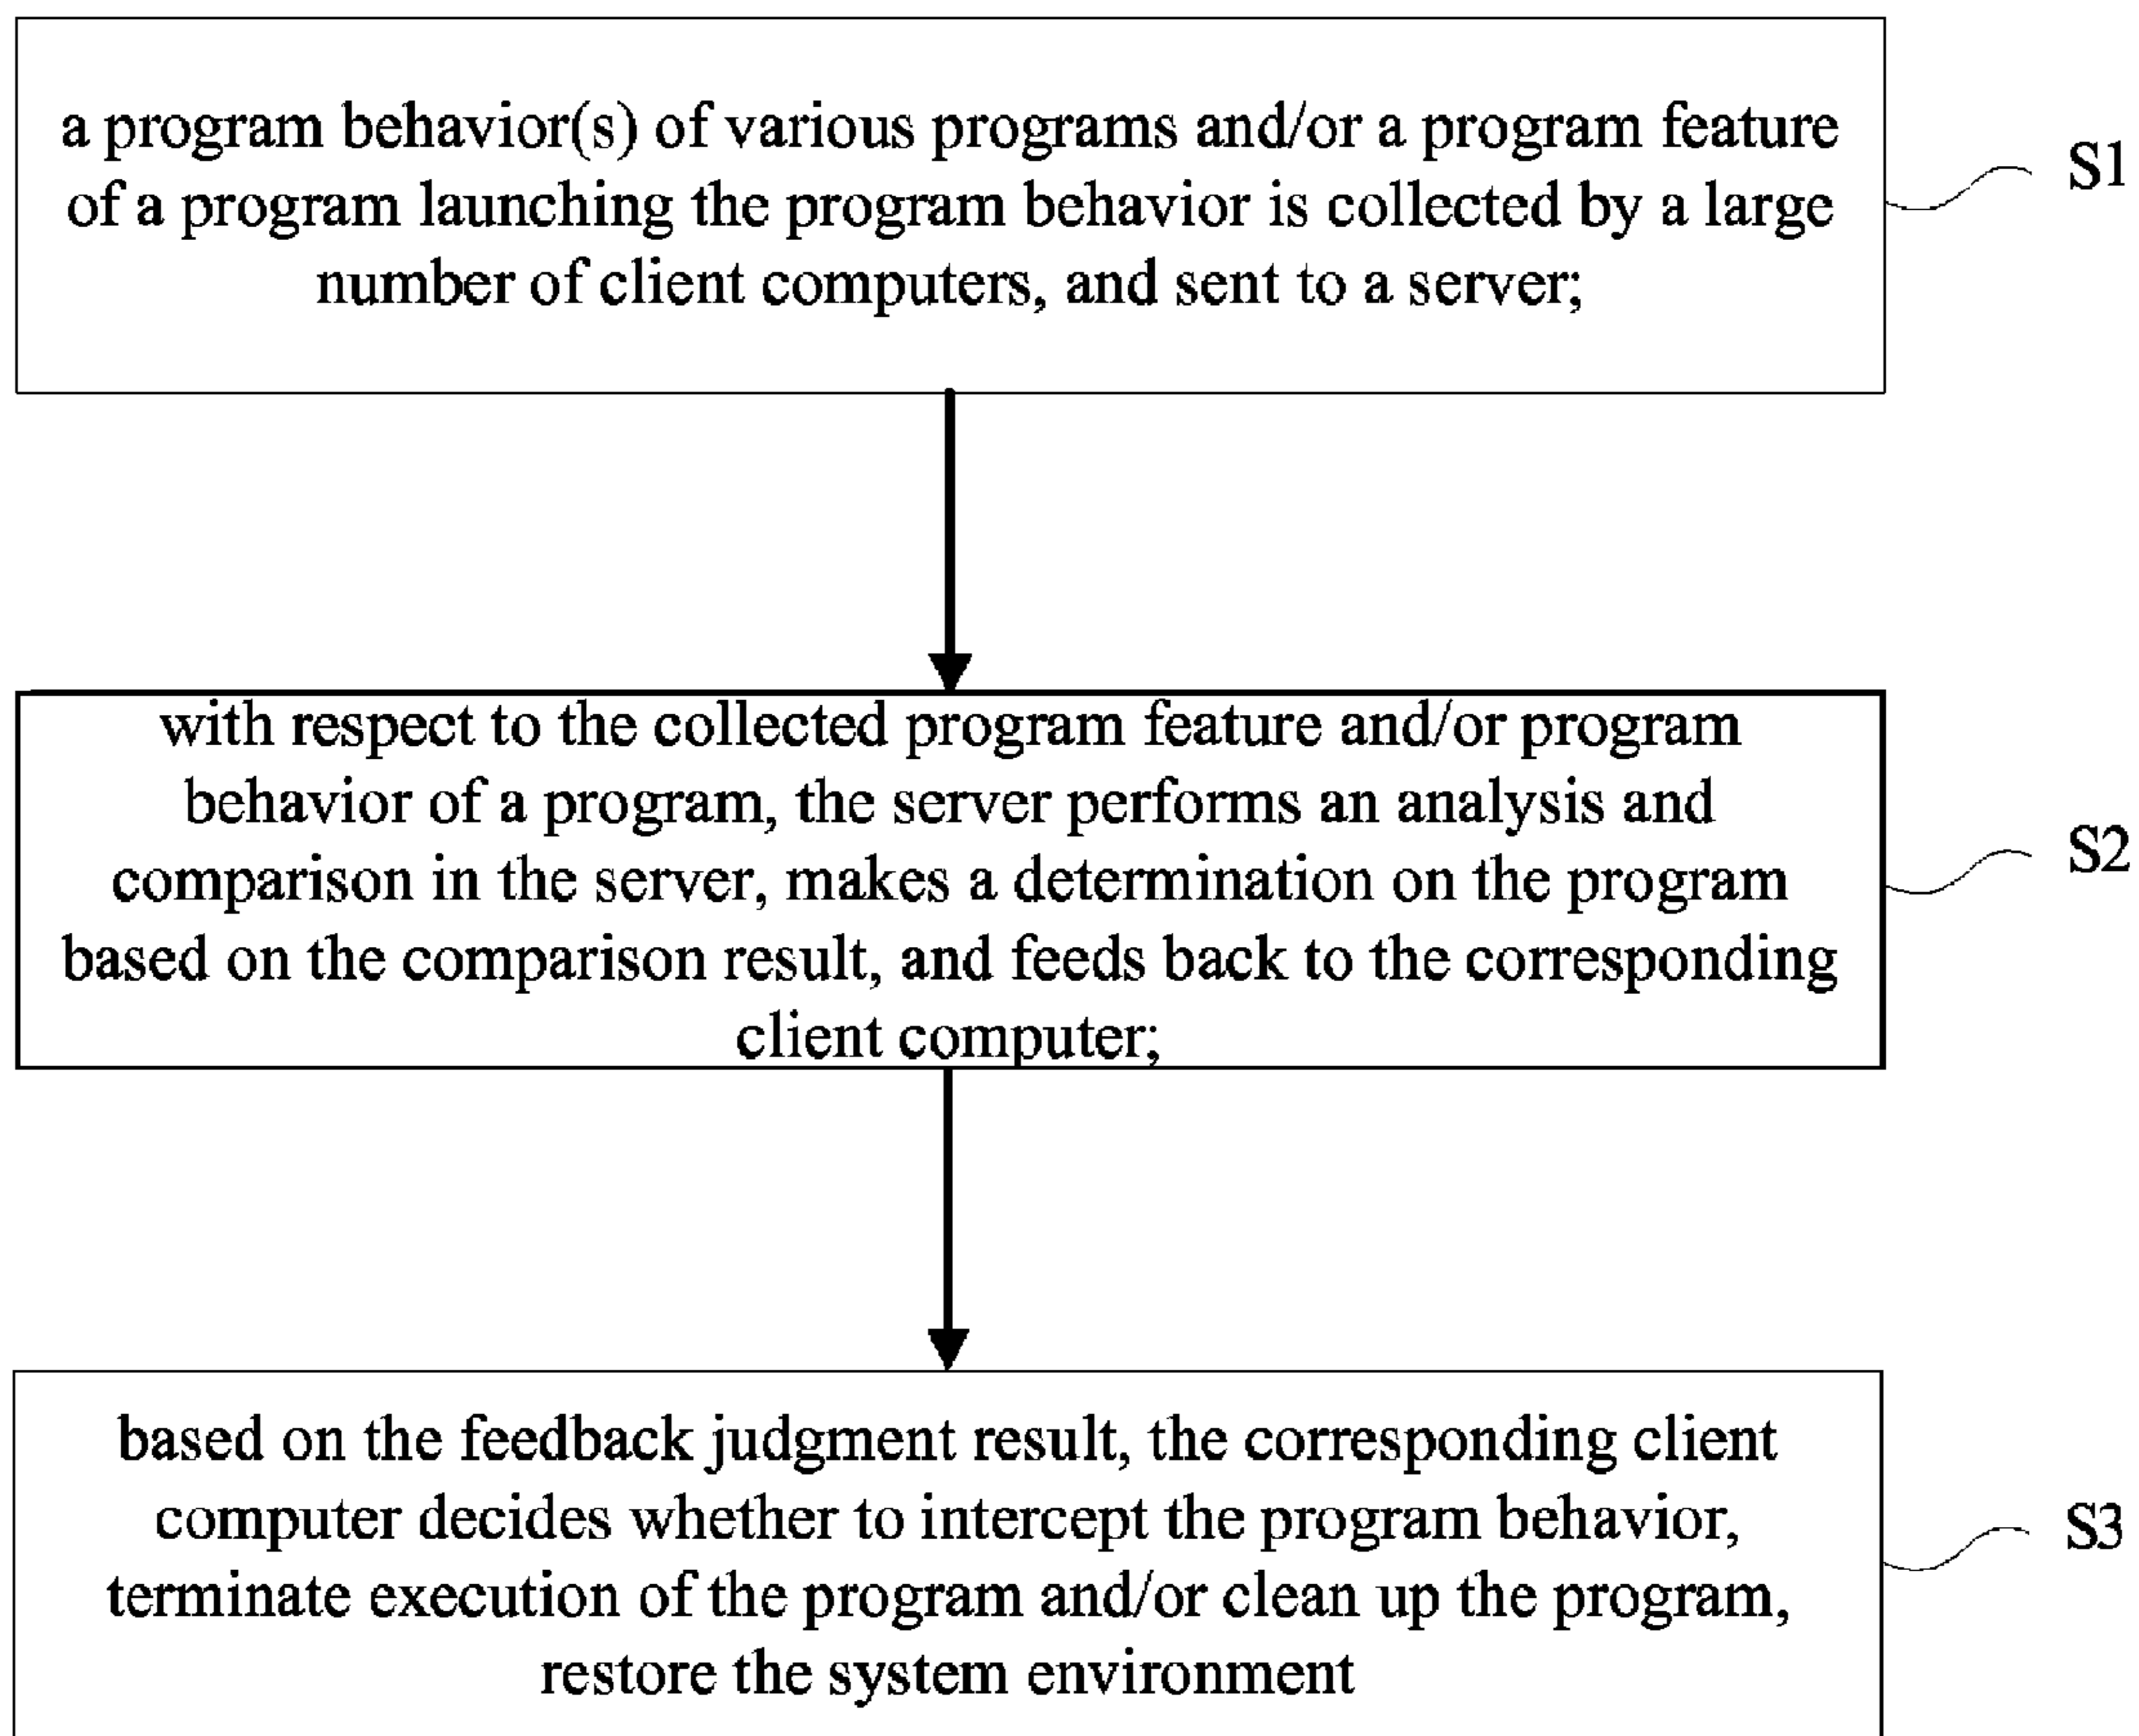 a program behavior(s) of various programs and/or a program feature
of a program launching the program behavior is collected by a large
number of client computers, and sent to a server;
S1
with respect to the collected program feature and/or program
behavior of a program, the server performs an analysis and
comparison in the server, makes a determination on the program
based on the comparison result, and feeds back to the corresponding
client computer;
S2
based on the feedback judgment result, the corresponding client
computer decides whether to intercept the program behavior,
terminate execution of the program and/or clean up the program,
restore the system environment
S3